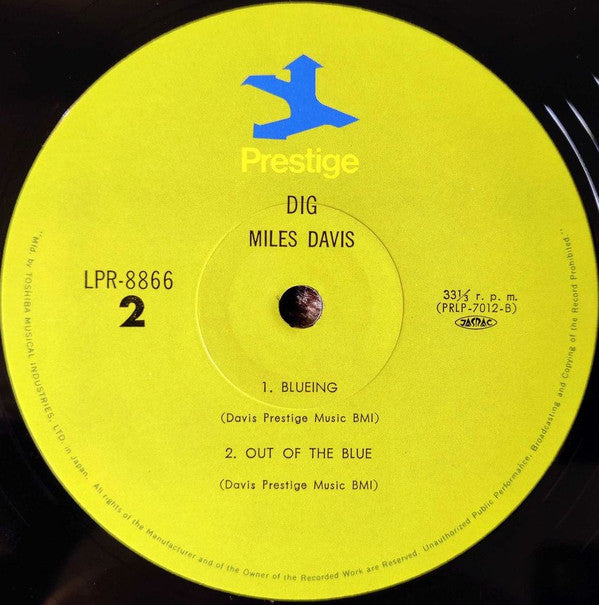 Prestige
DIG
MILES DAVIS
LPR-8866
2
33⅓ r. p. m.
(PRLP-7012-B)
JASRAC
1. BLUEING
(Davis Prestige Music BMI)
2. OUT OF THE BLUE
(Davis Prestige Music BMI)
"Mfd. by TOSHIBA MUSICAL INDUSTRIES, LTD. in Japan. All rights of the Manufacturer and of the Owner of the Recorded Work are Reserved. Unauthorized Public Performance, Broadcasting and Copying of the Record Prohibited."